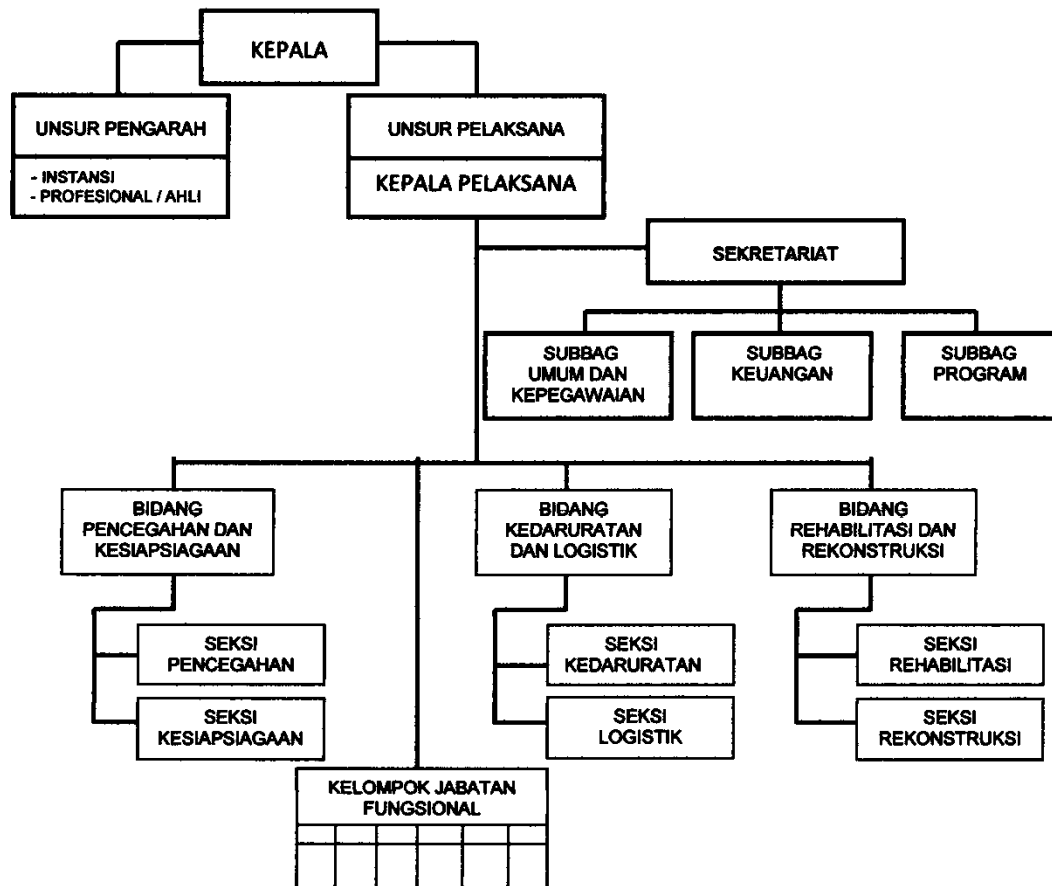 KEPALA
UNSUR PENGARAH
- INSTANSI
- PROFESIONAL / AHLI
UNSUR PELAKSANA
KEPALA PELAKSANA
SEKRETARIAT
SUBBAG
UMUM DAN
KEPEGAWAIAN
SUBBAG
KEUANGAN
SUBBAG
PROGRAM
BIDANG
PENCEGAHAN DAN
KESIAPSIAGAAN
BIDANG
KEDARURATAN
DAN LOGISTIK
BIDANG
REHABILITASI DAN
REKONSTRUKSI
SEKSI
PENCEGAHAN
SEKSI
KESIAPSIAGAAN
SEKSI
KEDARURATAN
SEKSI
LOGISTIK
SEKSI
REHABILITASI
SEKSI
REKONSTRUKSI
KELOMPOK JABATAN
FUNGSIONAL